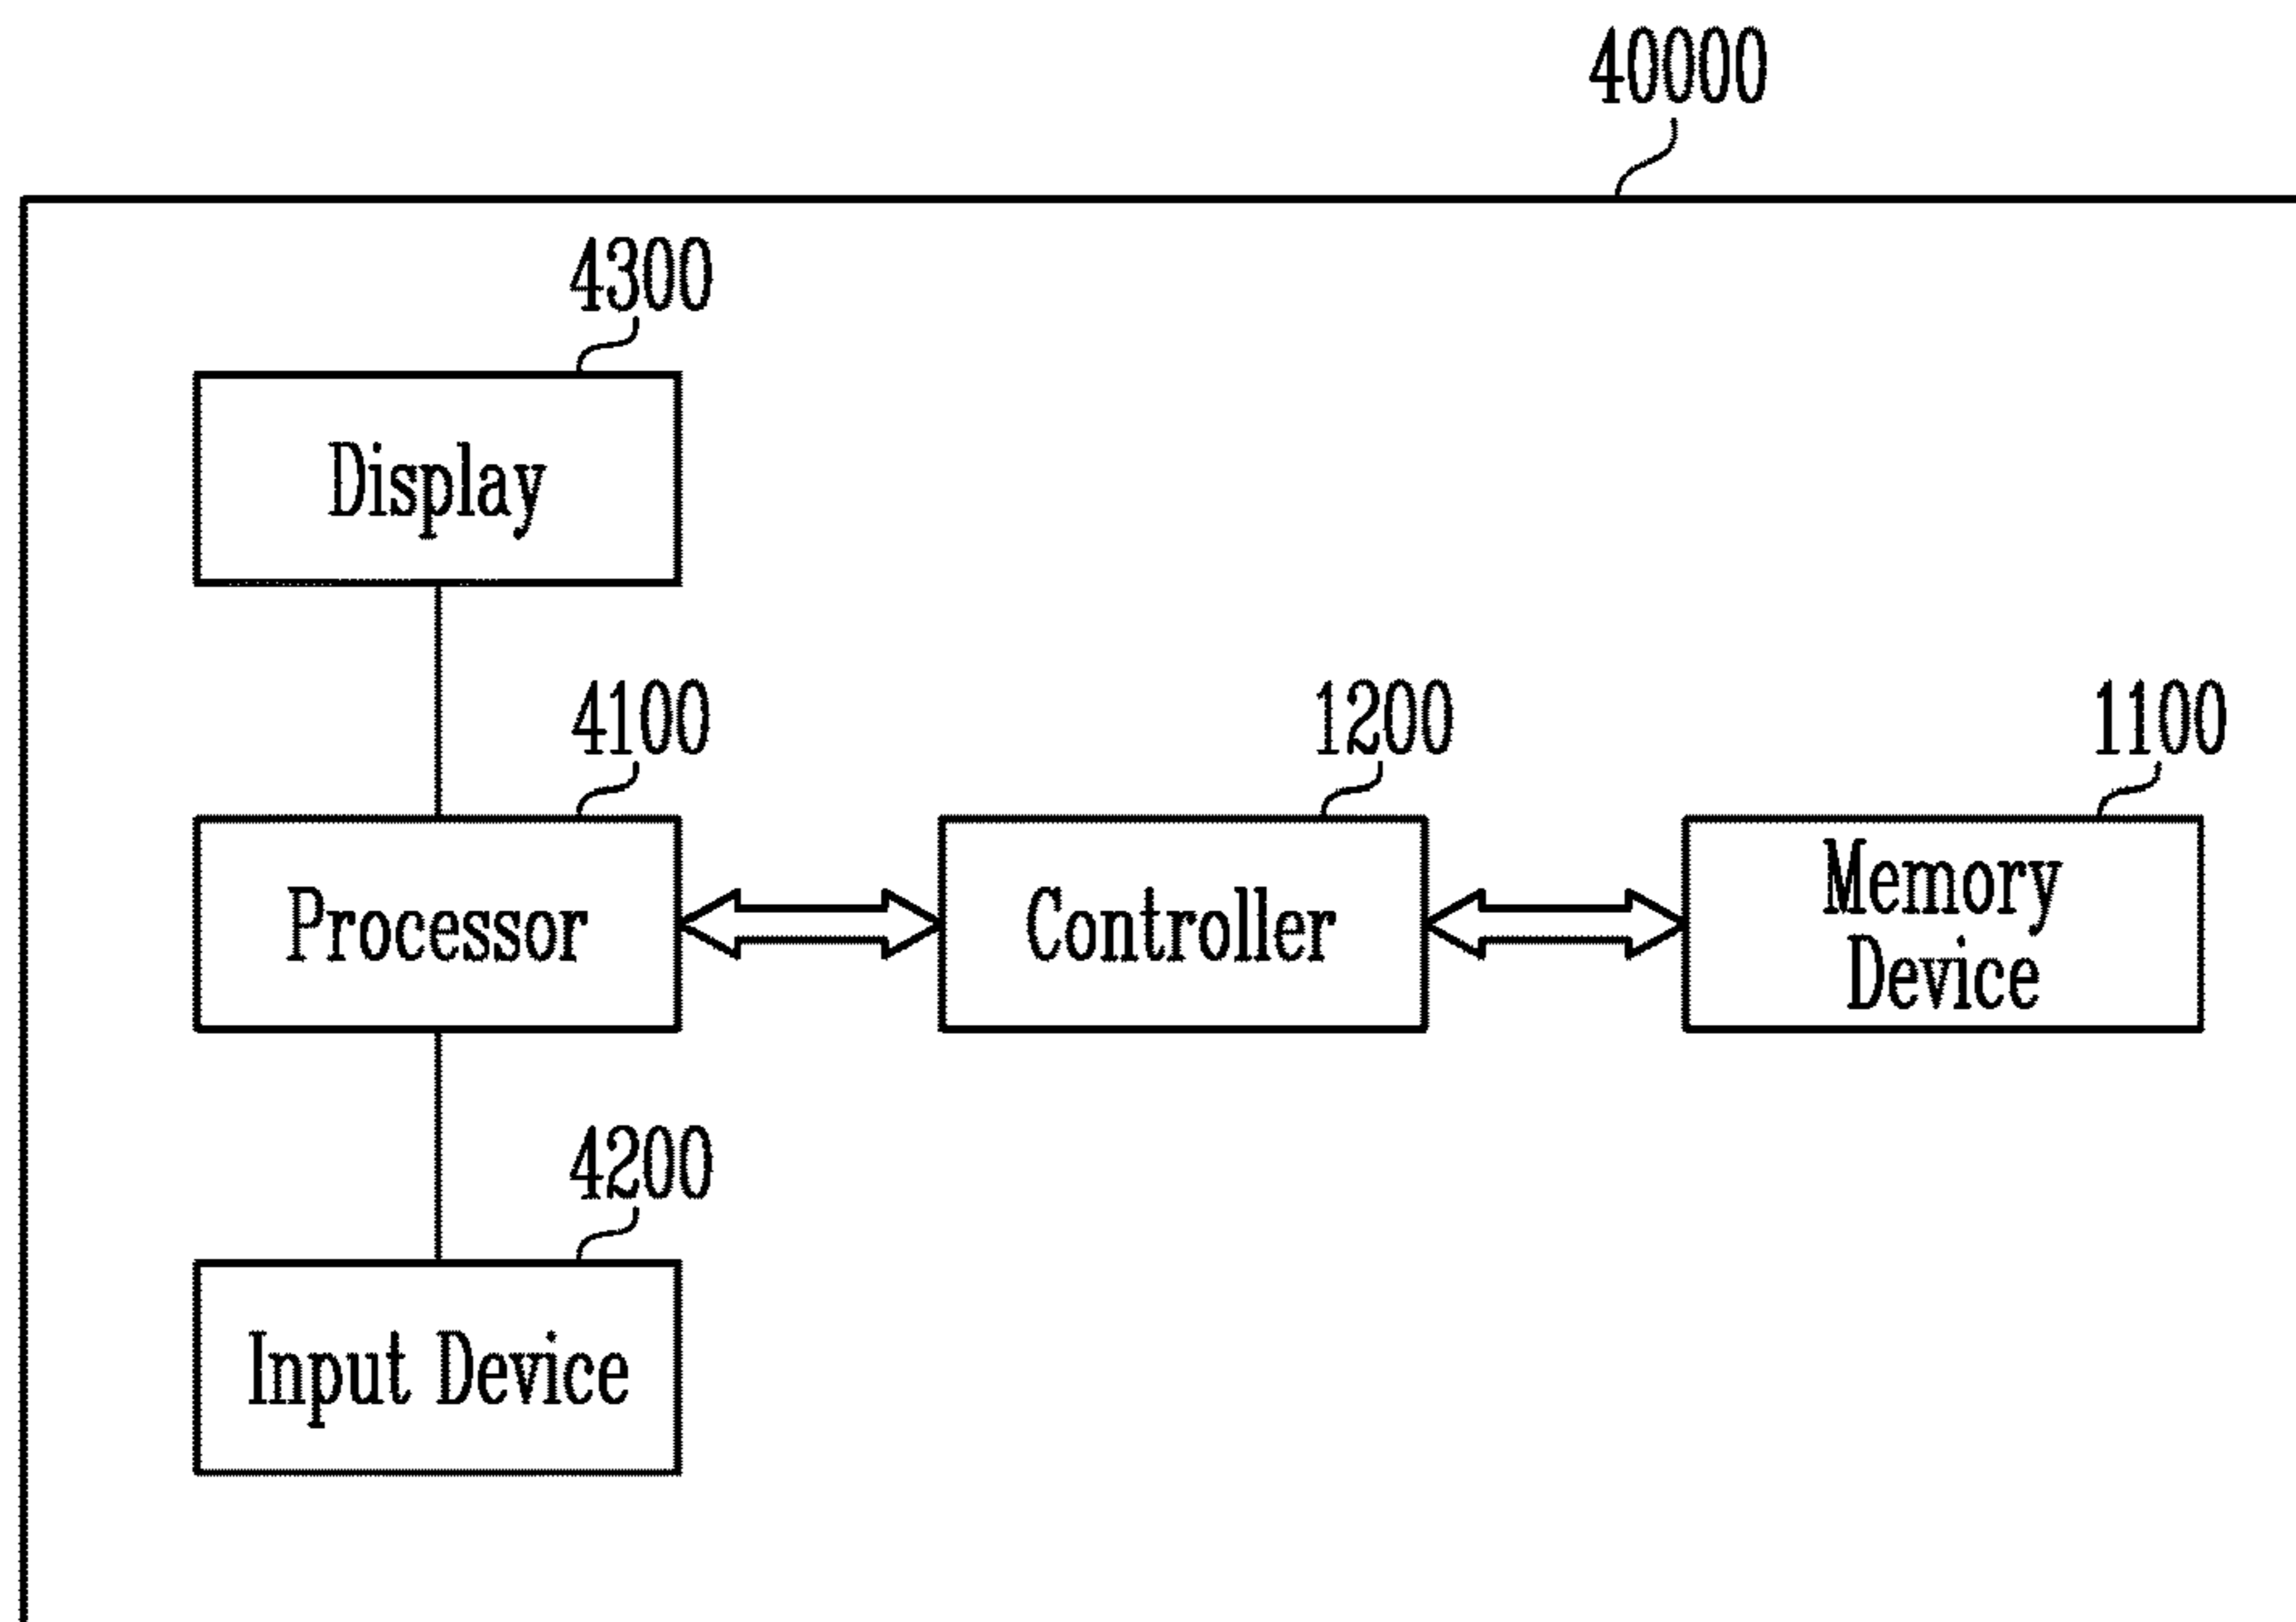 40000
4300
Display
4100
1200
1100
Processor
Controller
Memory
Device
4200
Input Device